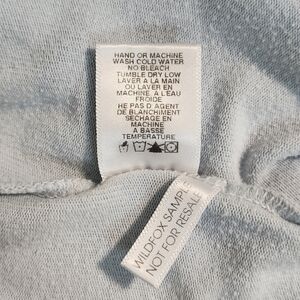 HAND OR MACHINE
WASH COLD WATER
NO BLEACH
TUMBLE DRY LOW
LAVER A LA MAIN
OU LAVER EN
MACHINE, A L'EAU
FROIDE
HE PAS D'AGENT
DE BLANCHIMENT
SECHAGE EN
MACHINE
A BASSE
TEMPERATURE
WILDFOX SAMPLE
NOT FOR RESALE